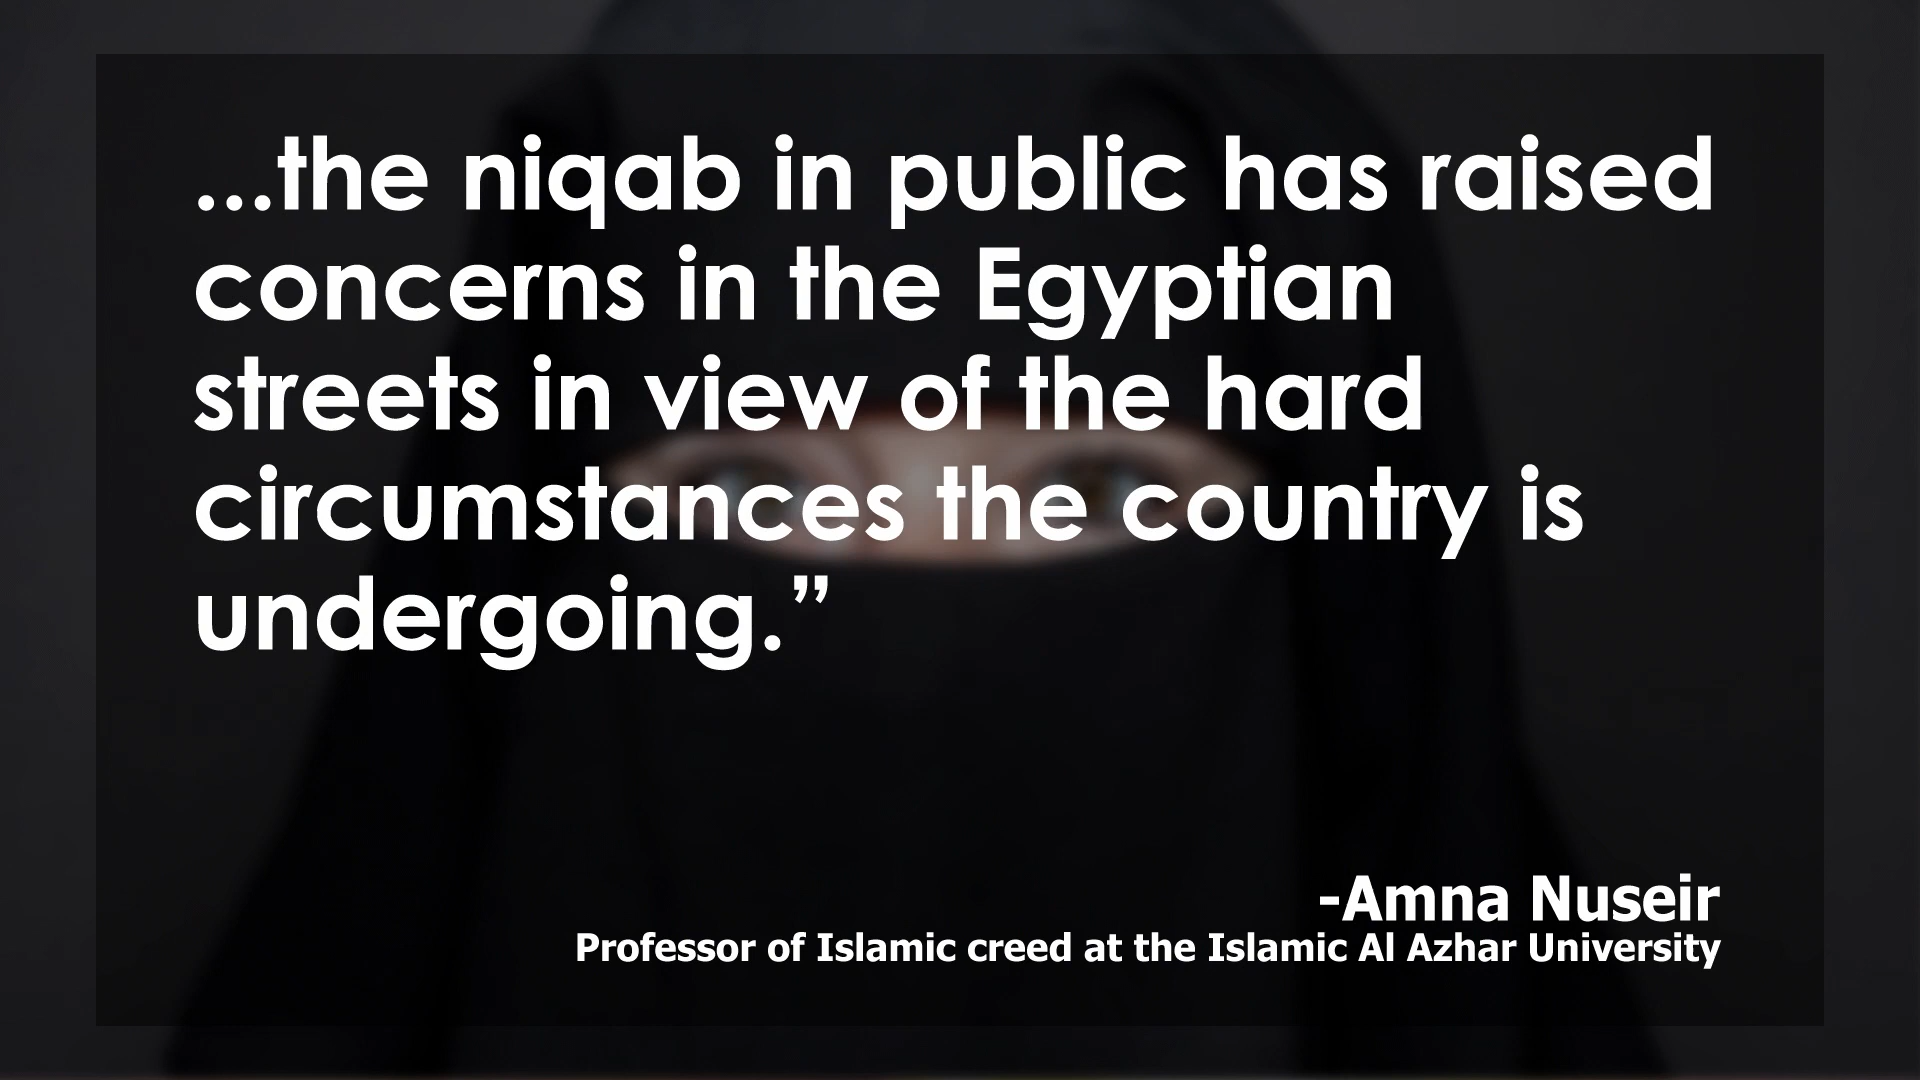 ...the niqab in public has raised
concerns in the Egyptian
streets in view of the hard
circumstances the country is
undergoing.”
-Amna Nuseir
Professor of Islamic creed at the Islamic Al Azhar University